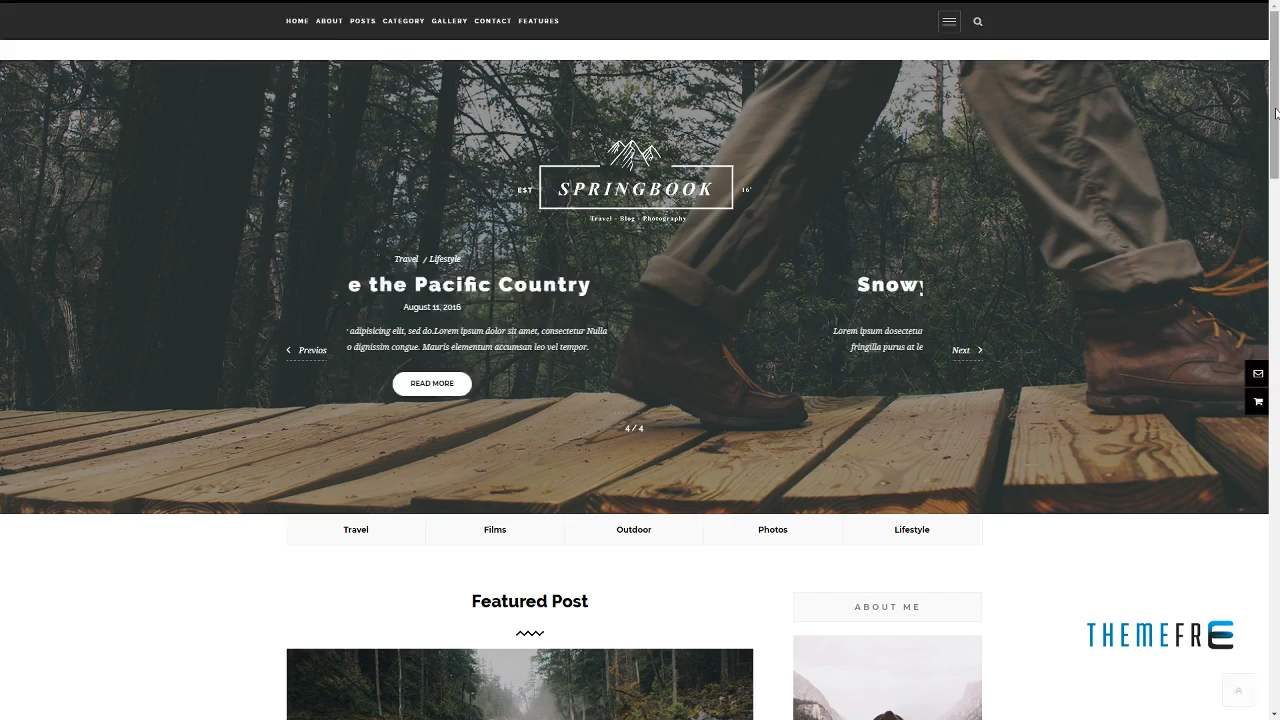 HOME ABOUT POSTS CATEGORY GALLERY CONTACT FEATURES
EST SPRINGBOOK 16'
Travel - Blog - Photography
Travel / Lifestyle
e the Pacific Country
Snowy
August 11, 2016
adipisicing elit, sed do.Lorem ipsum dolor sit amet, consectetur Nulla
Lorem ipsum dosectetur
o dignissim congue. Mauris elementum accumsan leo vel tempor.
fringilla purus at le
Previos
Next
READ MORE
4 / 4
Travel Films Outdoor Photos Lifestyle
Featured Post
ABOUT ME
THEMEFRE